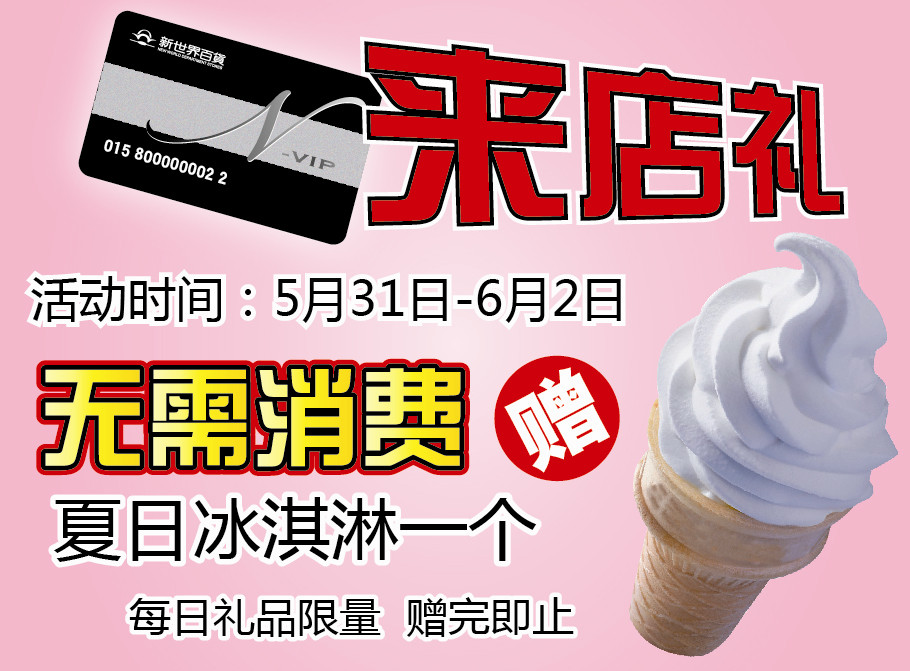 新世界百貨
NEW WORLD DEPARTMENT STORES
N-VIP
015 800000002 2
来店礼
活动时间：5月31日-6月2日
无需消费 赠
夏日冰淇淋一个
每日礼品限量 赠完即止